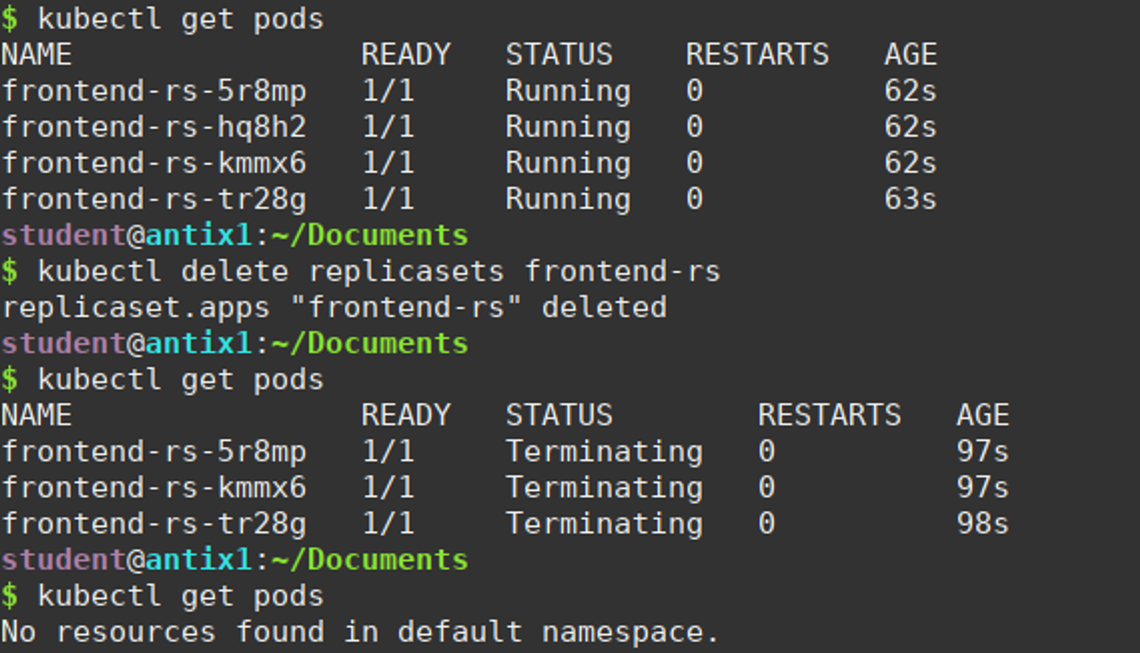 $ kubectl get pods
NAME                READY   STATUS    RESTARTS   AGE
frontend-rs-5r8mp   1/1     Running   0          62s
frontend-rs-hq8h2   1/1     Running   0          62s
frontend-rs-kmmx6   1/1     Running   0          62s
frontend-rs-tr28g   1/1     Running   0          63s
student@antix1:~/Documents
$ kubectl delete replicasets frontend-rs
replicaset.apps "frontend-rs" deleted
student@antix1:~/Documents
$ kubectl get pods
NAME                READY   STATUS        RESTARTS   AGE
frontend-rs-5r8mp   1/1     Terminating   0          97s
frontend-rs-kmmx6   1/1     Terminating   0          97s
frontend-rs-tr28g   1/1     Terminating   0          98s
student@antix1:~/Documents
$ kubectl get pods
No resources found in default namespace.